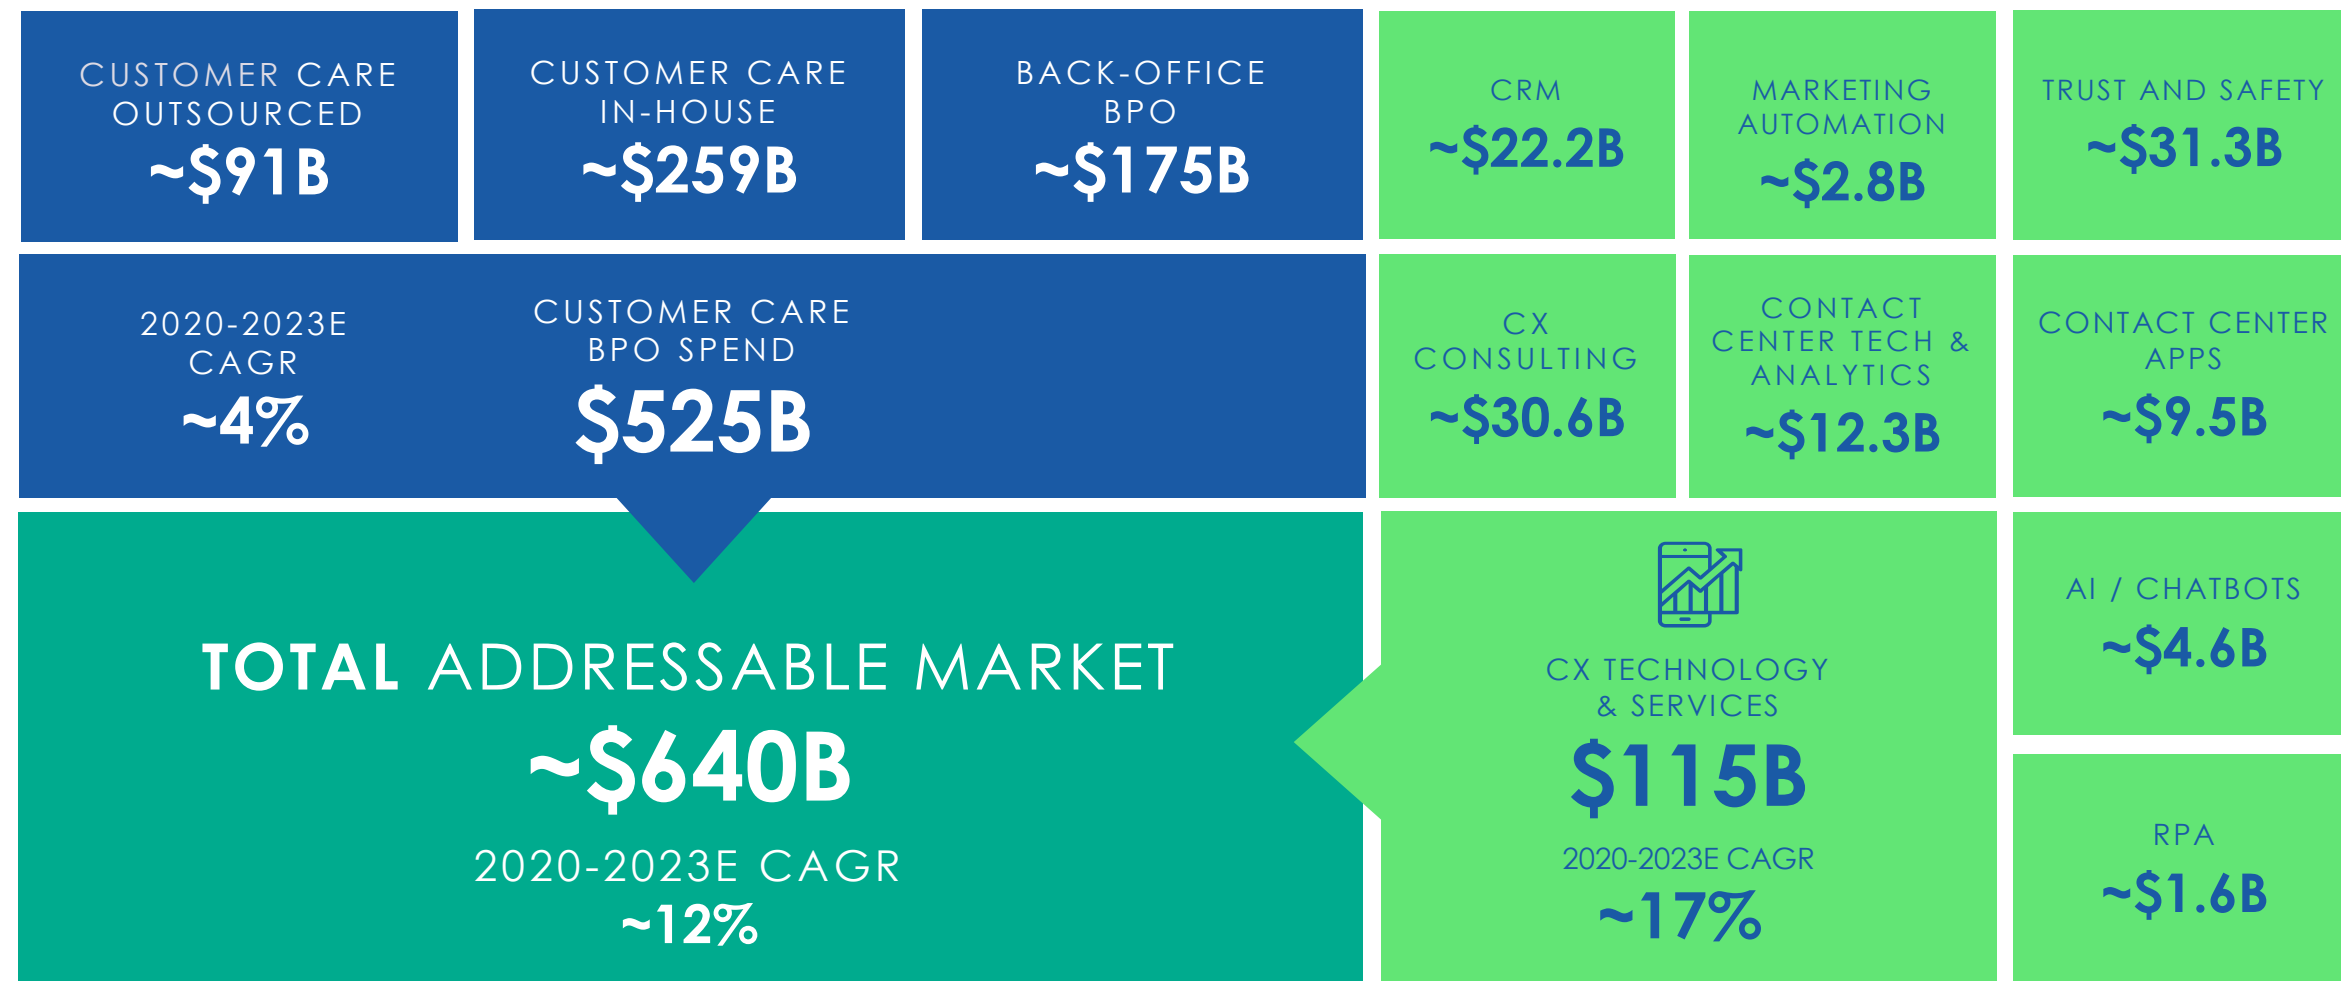 CUSTOMER CARE
OUTSOURCED
~$91B
CUSTOMER CARE
IN-HOUSE
~$259B
BACK-OFFICE
BPO
~$175B
CRM
~$22.2B
MARKETING
AUTOMATION
~$2.8B
TRUST AND SAFETY
~$31.3B
2020-2023E
CAGR
~4%
CUSTOMER CARE
BPO SPEND
$525B
CX
CONSULTING
~$30.6B
CONTACT
CENTER TECH &
ANALYTICS
~$12.3B
CONTACT CENTER
APPS
~$9.5B
TOTAL ADDRESSABLE MARKET
~$640B
2020-2023E CAGR
~12%
CX TECHNOLOGY
& SERVICES
$115B
2020-2023E CAGR
~17%
AI / CHATBOTS
~$4.6B
RPA
~$1.6B